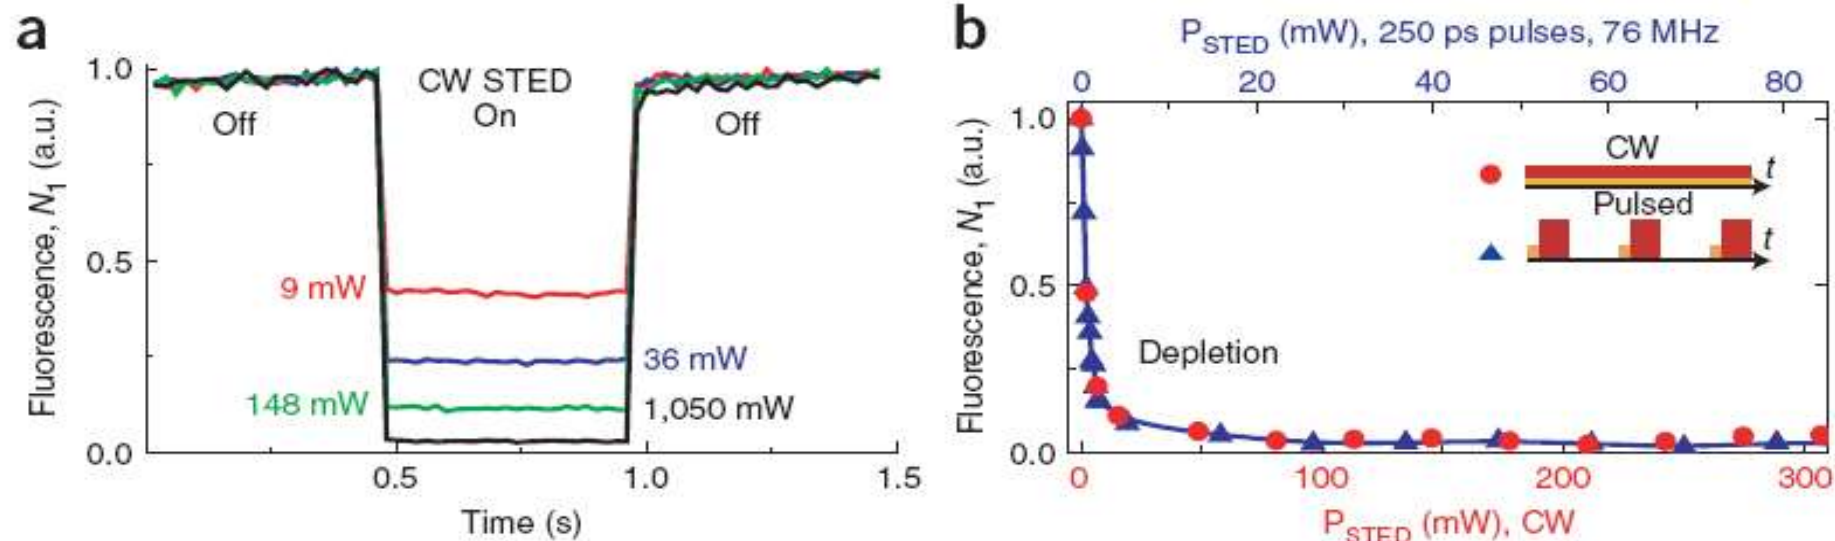 a
Fluorescence, N1 (a.u.)
1.0
0.5
0.0
Off
CW STED
On
Off
9 mW
36 mW
148 mW
1,050 mW
0.5
1.0
1.5
Time (s)
b
PSTED (mW), 250 ps pulses, 76 MHz
0
20
40
60
80
Fluorescence, N1 (a.u.)
1.0
0.5
0.0
CW
t
Pulsed
t
Depletion
0
100
200
300
PSTED (mW), CW